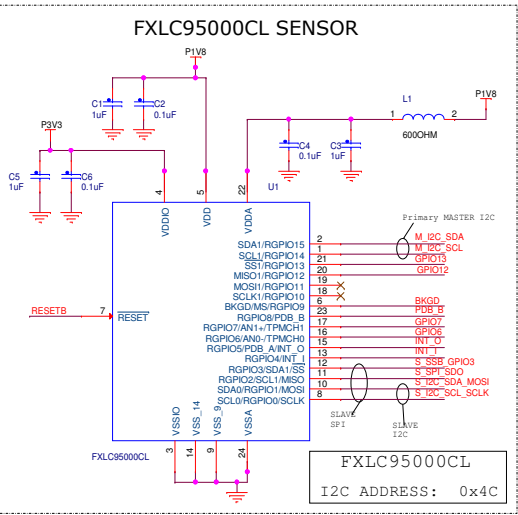 FXLC95000CL SENSOR
P1V8
C1
1uF
C2
0.1uF
P3V3
C5
1uF
C6
0.1uF
L1
P1V8
1
2
600OHM
C4
0.1uF
C3
1uF
4
5
22
U1
VDDIO
VDD
VDDA
Primary MASTER I2C
SDA1/RGPIO15 2 M_I2C_SDA
SCL1/RGPIO14 1 M_I2C_SCL
SS1/RGPIO13 21 GPIO13
MISO1/RGPIO12 20 GPIO12
MOSI1/RGPIO11 19
SCLK1/RGPIO10 18
BKGD/MS/RGPIO9 6 BKGD
RESETB 7 RESET
RGPIO8/PDB_B 23 PDB_B
RGPIO7/AN1+/TPMCH1 17 GPIO7
RGPIO6/AN0-/TPMCH0 16 GPIO6
RGPIO5/PDB_A/INT_O 15 INT_O
RGPIO4/INT_I 13 INT_I
RGPIO3/SDA1/SS 12 S_SSB_GPIO3
RGPIO2/SCL1/MISO 11 S_SPI_SDO
SDA0/RGPIO1/MOSI 10 S_I2C_SDA_MOSI
SCL0/RGPIO0/SCLK 8 S_I2C_SCL_SCLK
SLAVE
SPI
SLAVE
I2C
VSSIO
VSS_14
VSS_9
VSSA
3
14
9
24
FXLC95000CL
FXLC95000CL
I2C ADDRESS: 0x4C